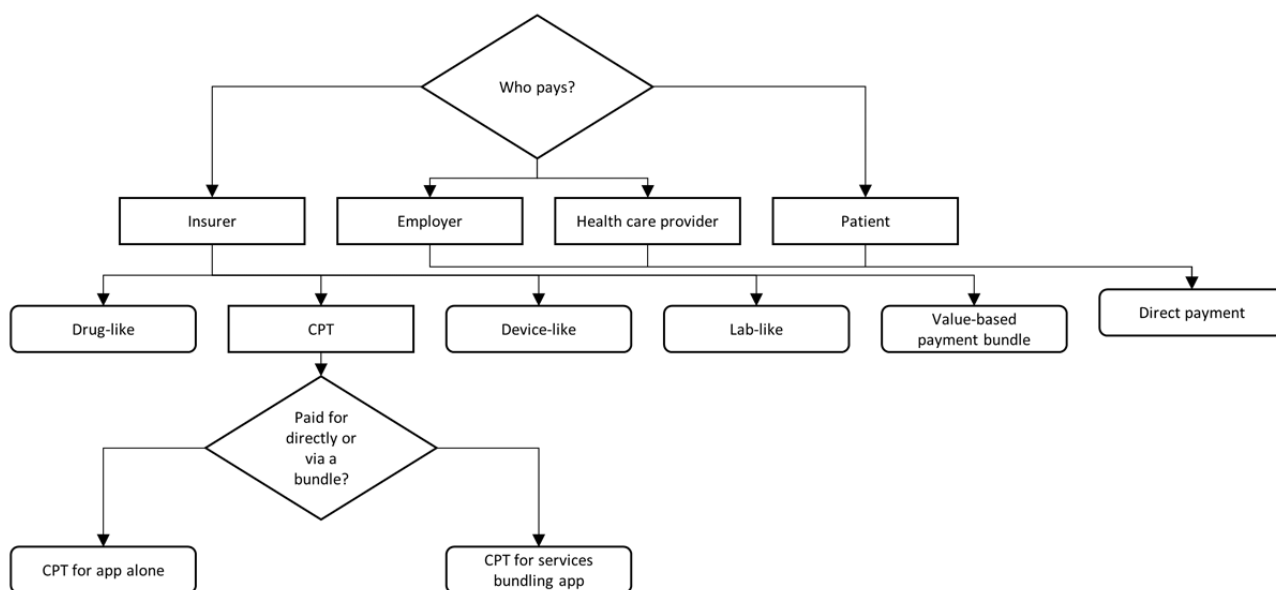 Who pays?
Insurer
Employer
Health care provider
Patient
Drug-like
CPT
Device-like
Lab-like
Value-based
payment bundle
Direct payment
Paid for
directly or
via a
bundle?
CPT for app alone
CPT for services
bundling app